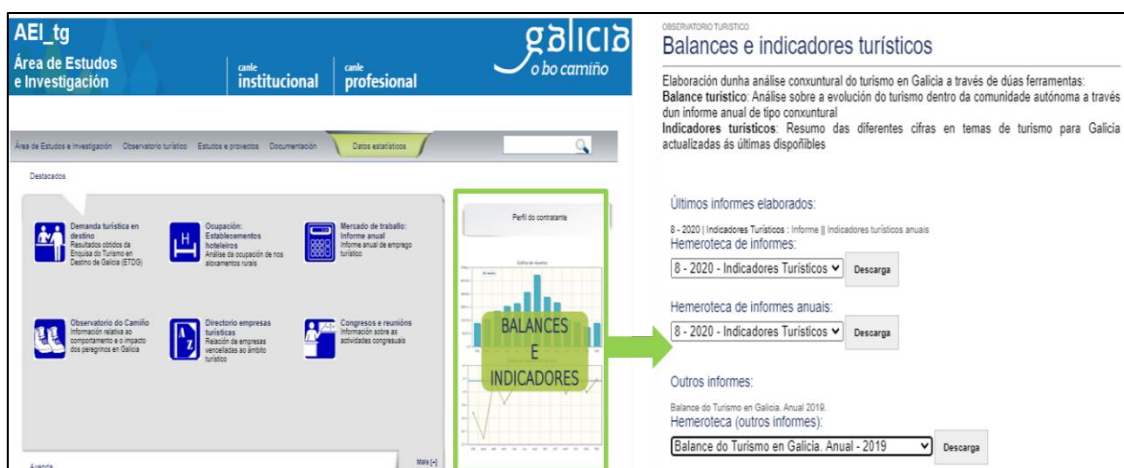 AEI_tg
Área de Estudos
e Investigación
canle
institucional
canle
profesional
galicia
o bo camiño
Área de Estudos e Investigación Observatorio turístico Estudos e proxectos Documentación Datos estatísticos
Destacados
Demanda turística en
destino
Resultados obtidos da
Enquisa do Turismo en
Destino de Galicia (ETDG)
Ocupación:
Establecementos
hoteleiros
Análise da ocupación de nos
aloxamentos rurais
Mercado de traballo:
Informe anual
Informe anual de emprego
turístico
Observatorio do Camiño
Información relativa ao
comportamento e o impacto
dos peregrinos en Galicia
Directorio empresas
turísticas
Relación de empresas
venceladas ao ámbito
turístico
Congresos e reunións
Información sobre as
actividades congresuais
H
A
Z
Axenda
Mais [+]
Perfil do contratante
BALANCES
E
INDICADORES
OBSERVATORIO TURISTICO
Balances e indicadores turísticos
Elaboración dunha análise conxuntural do turismo en Galicia a través de dúas ferramentas:
Balance turístico: Análise sobre a evolución do turismo dentro da comunidade autónoma a través
dun informe anual de tipo conxuntural
Indicadores turísticos: Resumo das diferentes cifras en temas de turismo para Galicia
actualizadas ás últimas dispoñibles
Últimos informes elaborados:
8 - 2020 | Indicadores Turísticos : Informe || Indicadores turísticos anuais
Hemeroteca de informes:
8 - 2020 - Indicadores Turísticos
Descarga
Hemeroteca de informes anuais:
8 - 2020 - Indicadores Turísticos
Descarga
Outros informes:
Balance do Turismo en Galicia. Anual 2019.
Hemeroteca (outros informes):
Balance do Turismo en Galicia. Anual - 2019
Descarga